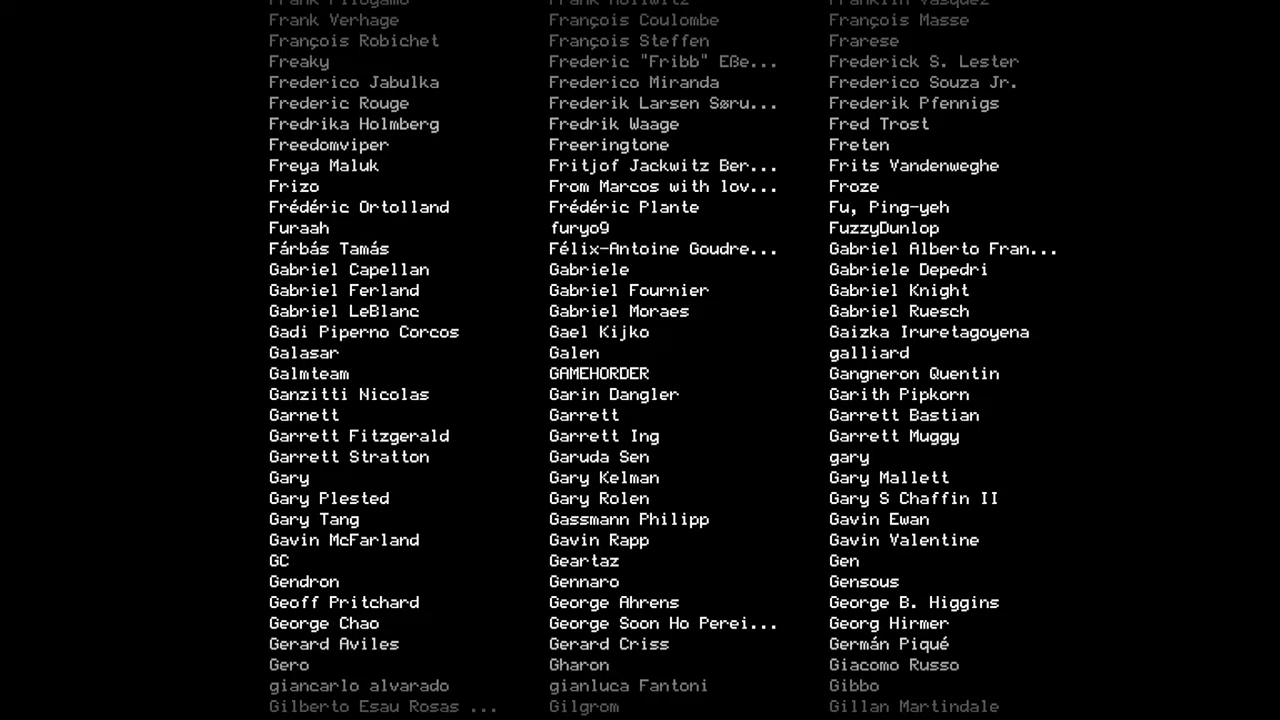 Frank Verhage François Coulombe François Masse
François Robichet François Steffen Frarese
Freaky Frederic "Fribb" Eße... Frederick S. Lester
Frederico Jabulka Frederico Miranda Frederico Souza Jr.
Frederic Rouge Frederik Larsen Søru... Frederik Pfennigs
Fredrika Holmberg Fredrik Waage Fred Trost
Freedomviper Freeringtone Freten
Freya Maluk Fritjof Jackwitz Ber... Frits Vandenweghe
Frizo From Marcos with lov... Froze
Frédéric Ortolland Frédéric Plante Fu, Ping-yeh
Furaah furyo9 FuzzyDunlop
Fárbás Tamás Félix-Antoine Goudre... Gabriel Alberto Fran...
Gabriel Capellan Gabriele Gabriele Depedri
Gabriel Ferland Gabriel Fournier Gabriel Knight
Gabriel LeBlanc Gabriel Moraes Gabriel Ruesch
Gadi Piperno Corcos Gael Kijko Gaizka Iruretagoyena
Galasar Galen galliard
Galmteam GAMEHORDER Gangneron Quentin
Ganzitti Nicolas Garin Dangler Garith Pipkorn
Garnett Garrett Garrett Bastian
Garrett Fitzgerald Garrett Ing Garrett Muggy
Garrett Stratton Garuda Sen gary
Gary Gary Kelman Gary Mallett
Gary Plested Gary Rolen Gary S Chaffin II
Gary Tang Gassmann Philipp Gavin Ewan
Gavin McFarland Gavin Rapp Gavin Valentine
GC Geartaz Gen
Gendron Gennaro Gensous
Geoff Pritchard George Ahrens George B. Higgins
George Chao George Soon Ho Perei... Georg Hirmer
Gerard Aviles Gerard Criss Germán Piqué
Gero Gharon Giacomo Russo
giancarlo alvarado gianluca Fantoni Gibbo
Gilberto Esau Rosas ... Gilgrom Gillan Martindale